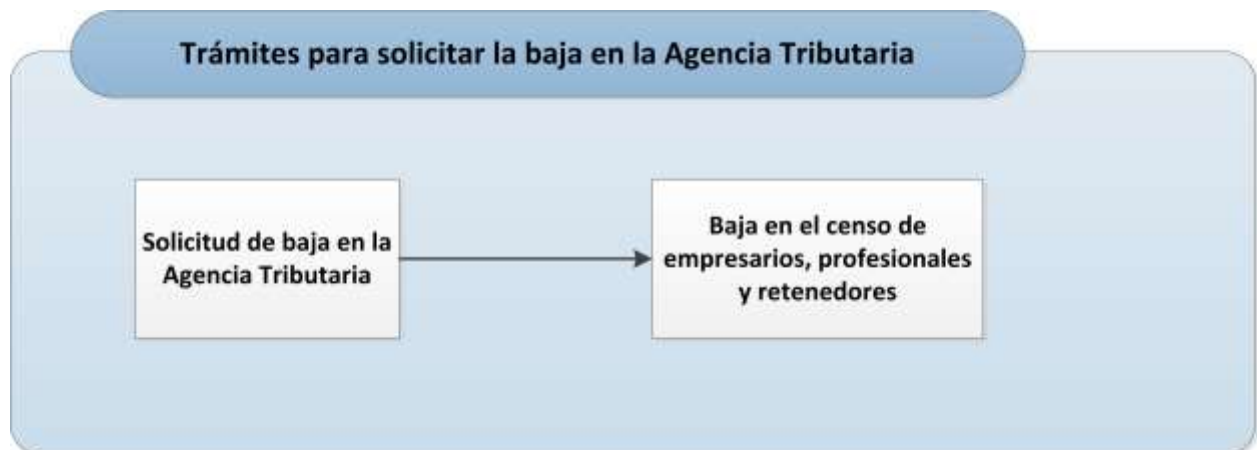 Trámites para solicitar la baja en la Agencia Tributaria
Solicitud de baja en la
Agencia Tributaria
Baja en el censo de
empresarios, profesionales
y retenedores